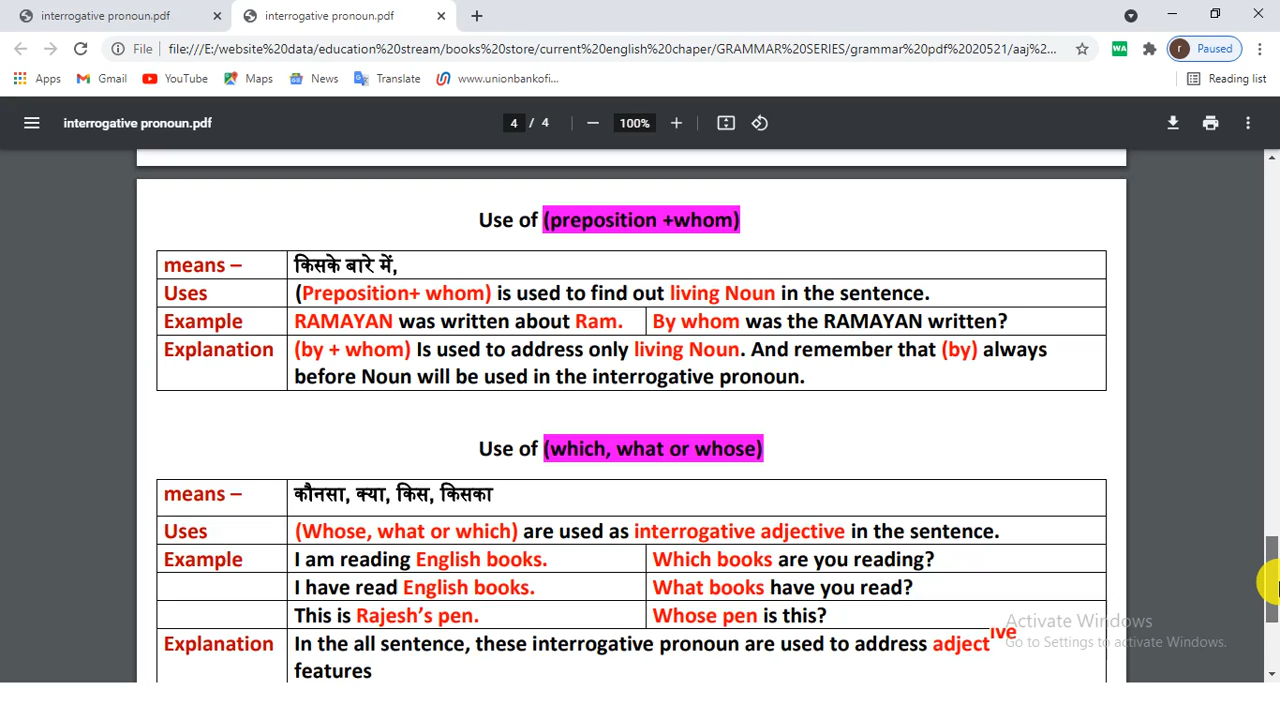 interrogative pronoun.pdf
interrogative pronoun.pdf
Paused
File file:///E:/website%20data/education%20stream/books%20store/current%20english%20chaper/GRAMMAR%20SERIES/grammar%20pdf%2020521/aaj%2...
WA r
Apps Gmail YouTube Maps News Translate www.unionbankofi... Reading list
interrogative pronoun.pdf 4 / 4 100%
Use of (preposition +whom)
means – किसके बारे में,
Uses (Preposition+ whom) is used to find out living Noun in the sentence.
Example RAMAYAN was written about Ram. By whom was the RAMAYAN written?
Explanation (by + whom) Is used to address only living Noun. And remember that (by) always
before Noun will be used in the interrogative pronoun.
Use of (which, what or whose)
means – कौनसा, क्या, किस, किसका
Uses (Whose, what or which) are used as interrogative adjective in the sentence.
Example I am reading English books. Which books are you reading?
I have read English books. What books have you read?
This is Rajesh’s pen. Whose pen is this?
Activate Windows
Go to Settings to activate Windows.
Explanation In the all sentence, these interrogative pronoun are used to address adjective
features